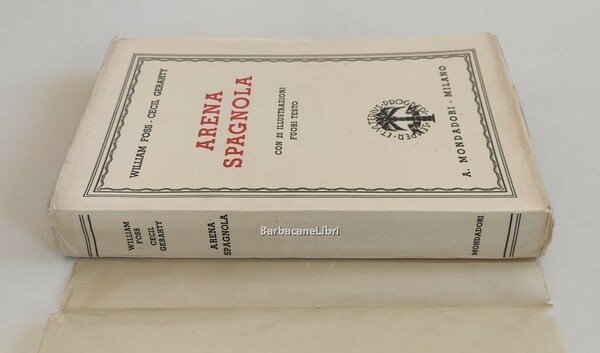 WILLIAM FOSS - CECIL GERAHTY
ARENA
SPAGNOLA
CON 23 ILLUSTRAZIONI
FUORI TESTO
A. MONDADORI - MILANO
WILLIAM
FOSS
CECIL
GERAHTY
ARENA
SPAGNOLA
BarbacaneLibri
MONDADORI